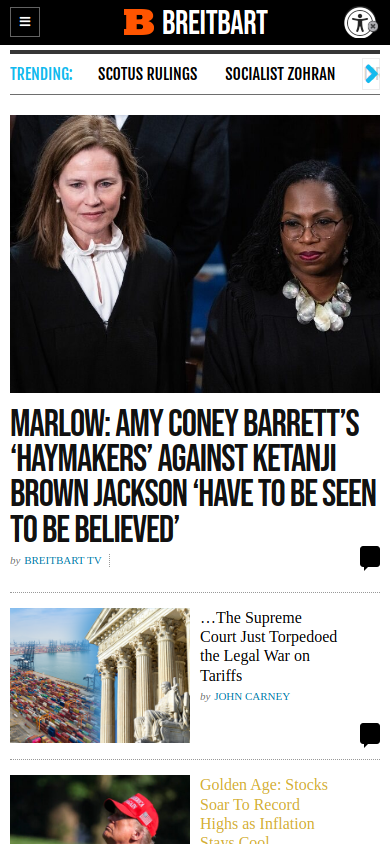 BREITBART
TRENDING:
SCOTUS RULINGS
SOCIALIST ZOHRAN
MARLOW: AMY CONEY BARRETT’S
‘HAYMAKERS’ AGAINST KETANJI
BROWN JACKSON ‘HAVE TO BE SEEN
TO BE BELIEVED’
by BREITBART TV
…The Supreme
Court Just Torpedoed
the Legal War on
Tariffs
by JOHN CARNEY
Golden Age: Stocks
Soar To Record
Highs as Inflation
Stays Cool